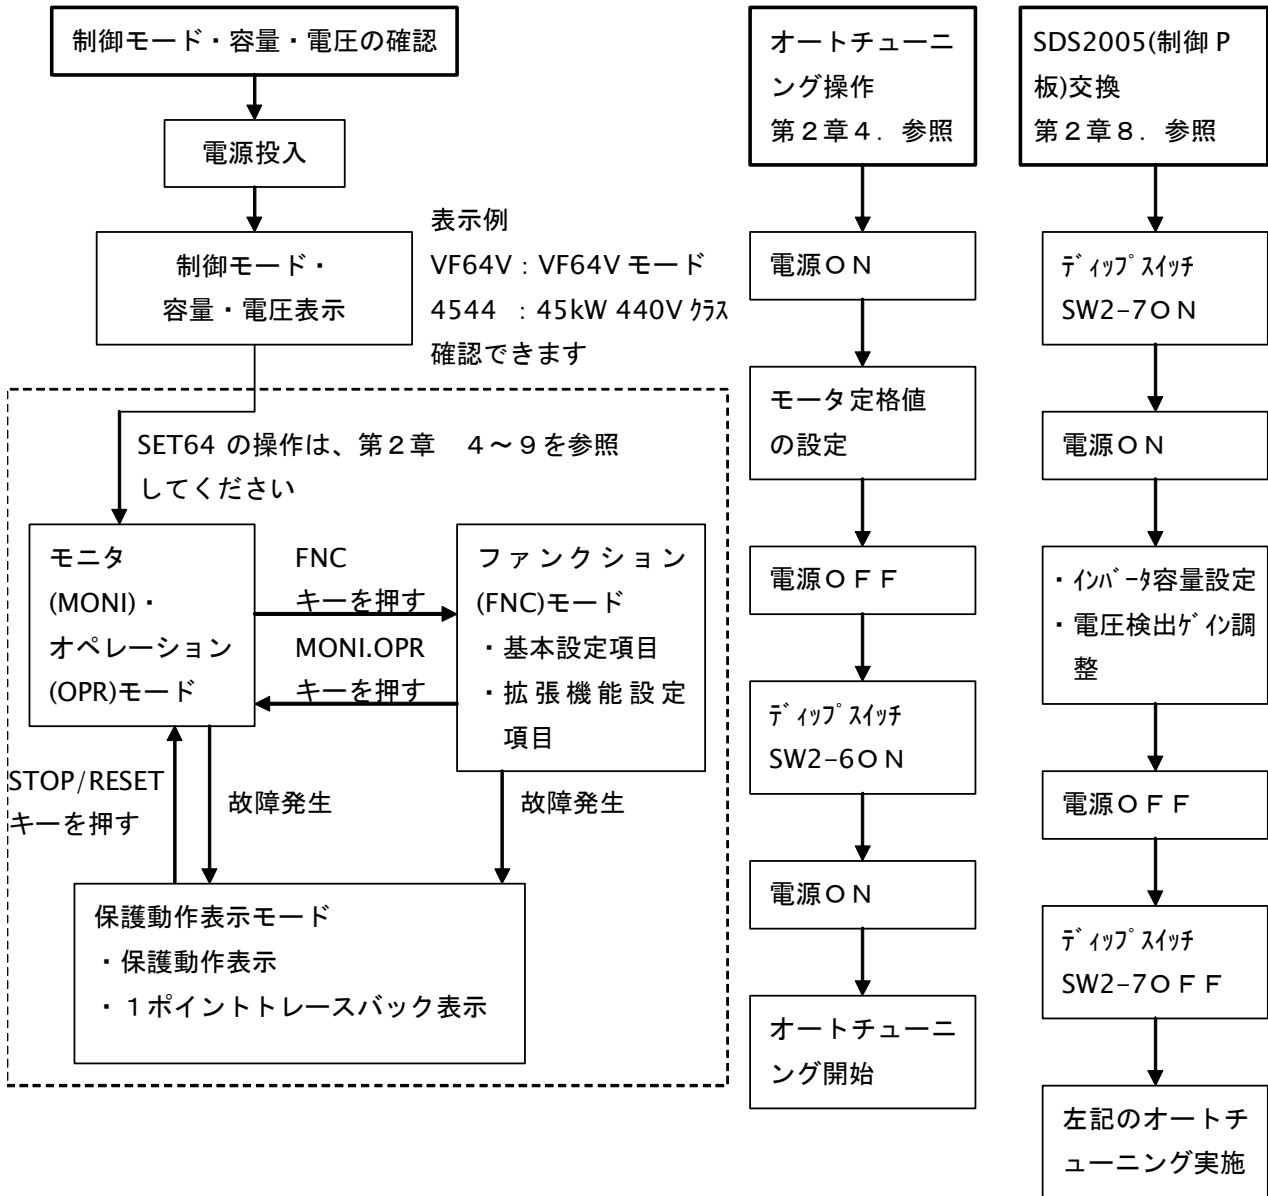 制御モード・容量・電圧の確認
電源投入
制御モード・
容量・電圧表示
表示例
VF64V：VF64Vモード
4544 ：45kW 440V ｸﾗｽ
確認できます
SET64 の操作は、第２章 ４～９を参照
してください
モニタ
(MONI)・
オペレーション
(OPR)モード
FNC
キーを押す
MONI.OPR
キーを押す
ファンクション
(FNC)モード
・基本設定項目
・拡張機能設定
項目
STOP/RESET
キーを押す
故障発生
故障発生
保護動作表示モード
・保護動作表示
・１ポイントトレースバック表示
オートチューニ
ング操作
第２章４．参照
電源ＯＮ
モータ定格値
の設定
電源ＯＦＦ
ﾃﾞｨｯﾌﾟｽｲｯﾁ
SW2-6ＯＮ
電源ＯＮ
オートチューニ
ング開始
SDS2005(制御 P
板)交換
第２章８．参照
ﾃﾞｨｯﾌﾟｽｲｯﾁ
SW2-7ＯＮ
電源ＯＮ
・ｲﾝﾊﾞｰﾀ容量設定
・電圧検出ｹﾞｲﾝ調
整
電源ＯＦＦ
ﾃﾞｨｯﾌﾟｽｲｯﾁ
SW2-7ＯＦＦ
左記のオートチ
ューニング実施